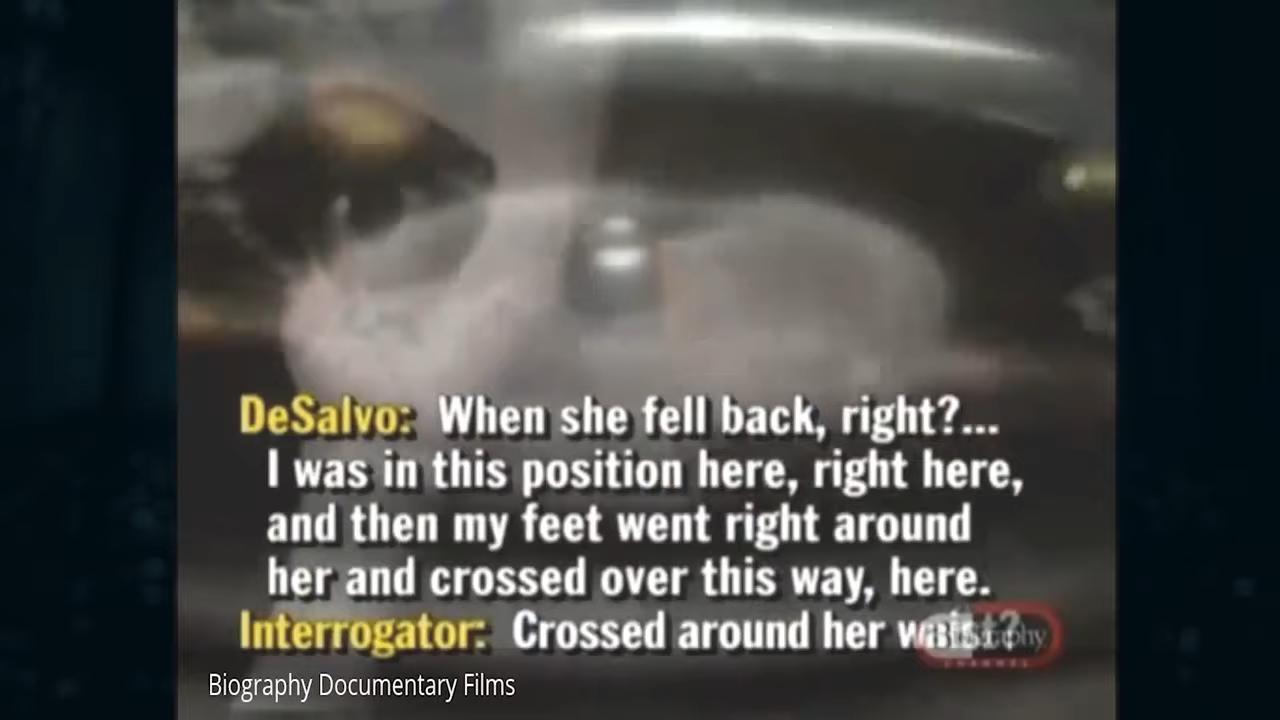 DeSalvo: When she fell back, right?...
I was in this position here, right here,
and then my feet went right around
her and crossed over this way, here.
Interrogator: Crossed around her
Biography Documentary Films